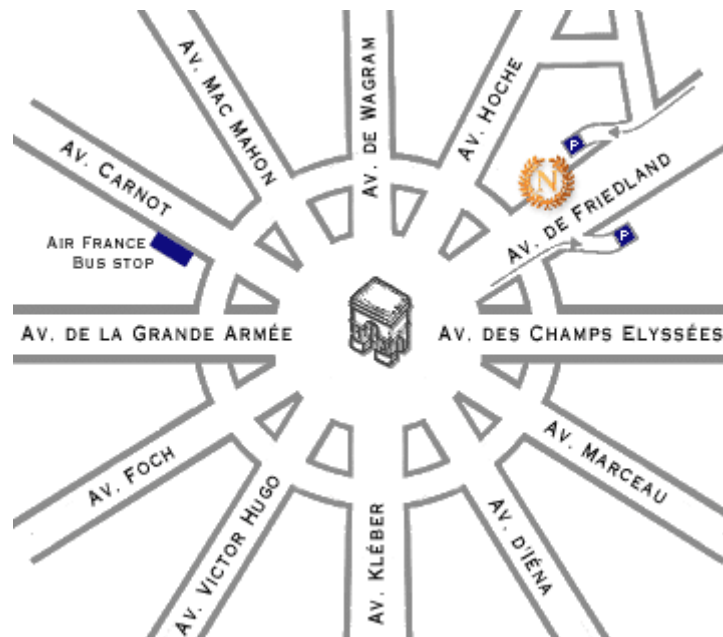 Av. Mac Mahon
Av. de Wagram
Av. Hoche
Av. Carnot
P
N
Av. de Friedland
P
Air France
Bus stop
Av. de la Grande Armée
Av. des Champs Elyssées
Av. Foch
Av. Marceau
Av. Victor Hugo
Av. Kléber
Av. d'Iéna